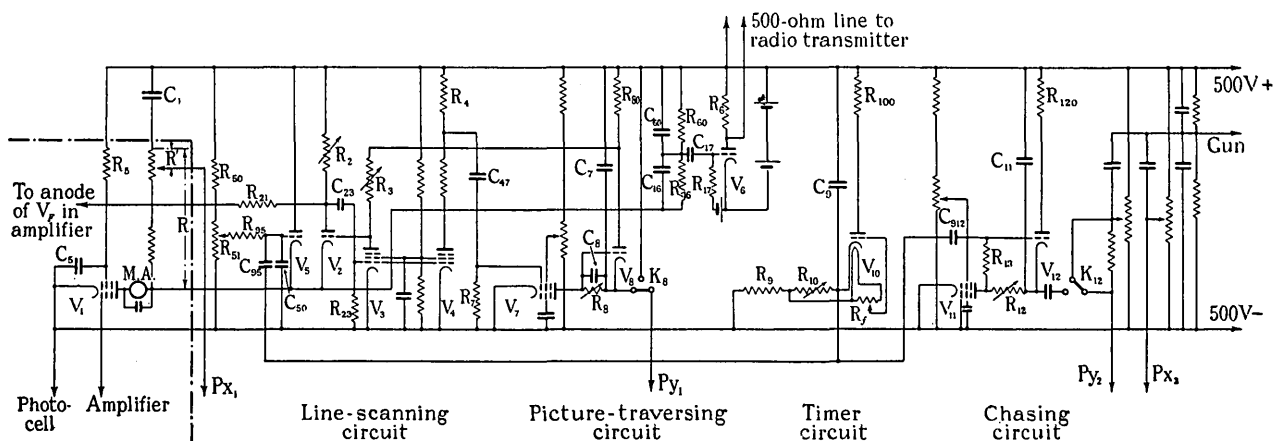 500-ohm line to
radio transmitter
500V+
Gun
C₁
R₅
R'
R
R₅₀
R₅₁
To anode
of Vₚ in
amplifier
R₂₁
R₉₅
C₅
C₉₅
C₅₀
M.A.
V₁
V₅
V₂
R₂
C₂₃
R₃
R₂₃
V₃
V₄
R₄
C₄₇
R₇
V₇
C₈
R₈
C₇
R₈₀
V₈
K₈
C₆₀
R₆₀
C₁₆
C₁₇
R₁₇
R₆
V₆
C₉
R₁₀₀
R₉
R₁₀
V₁₀
R_f
C₁₁
R₁₂₀
C₉₁₂
R₁₃
V₁₁
R₁₂
V₁₂
K₁₂
500V–
Photo-
cell
Amplifier
Px₁
Py₁
Py₂
Px₃
Line-scanning
circuit
Picture-traversing
circuit
Timer
circuit
Chasing
circuit